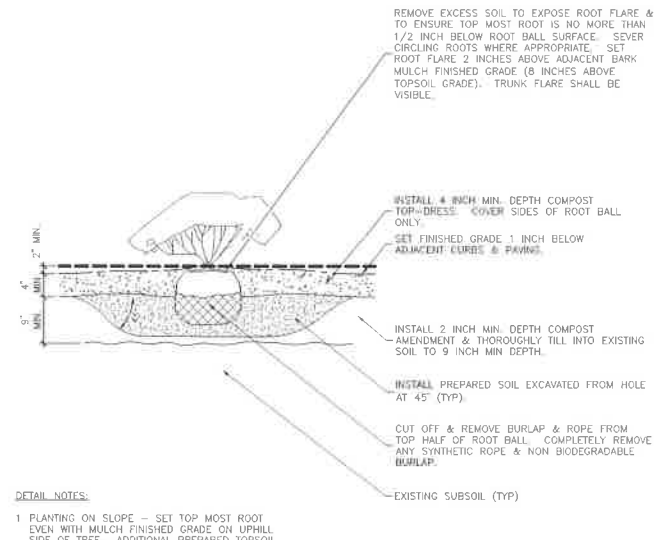 REMOVE EXCESS SOIL TO EXPOSE ROOT FLARE &
TO ENSURE TOP MOST ROOT IS NO MORE THAN
1/2 INCH BELOW ROOT BALL SURFACE. SEVER
CIRCLING ROOTS WHERE APPROPRIATE. SET
ROOT FLARE 2 INCHES ABOVE ADJACENT BARK
MULCH FINISHED GRADE (8 INCHES ABOVE
TOPSOIL GRADE). TRUNK FLARE SHALL BE
VISIBLE.
INSTALL 4 INCH MIN. DEPTH COMPOST
TOP-DRESS. COVER SIDES OF ROOT BALL
ONLY.
SET FINISHED GRADE 1 INCH BELOW
ADJACENT CURBS & PAVING.
2" MIN.
4" MIN
9" MIN.
INSTALL 2 INCH MIN. DEPTH COMPOST
AMENDMENT & THOROUGHLY TILL INTO EXISTING
SOIL TO 9 INCH MIN DEPTH.
INSTALL PREPARED SOIL EXCAVATED FROM HOLE
AT 45° (TYP)
CUT OFF & REMOVE BURLAP & ROPE FROM
TOP HALF OF ROOT BALL. COMPLETELY REMOVE
ANY SYNTHETIC ROPE & NON BIODEGRADABLE
BURLAP.
EXISTING SUBSOIL (TYP)
DETAIL NOTES:
1 PLANTING ON SLOPE – SET TOP MOST ROOT
EVEN WITH MULCH FINISHED GRADE ON UPHILL
SIDE OF TREE. ADDITIONAL PREPARED TOPSOIL